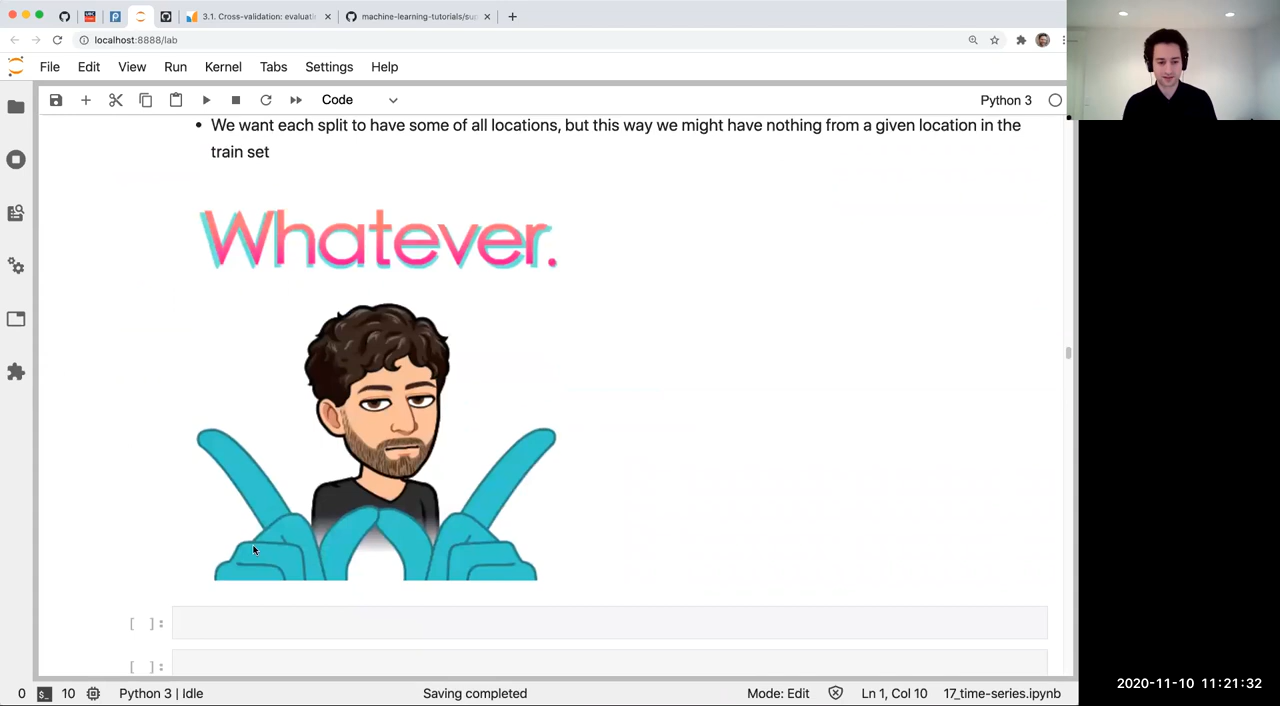 3.1. Cross-validation: evaluati
machine-learning-tutorials/su
localhost:8888/lab
File Edit View Run Kernel Tabs Settings Help
Code
Python 3
• We want each split to have some of all locations, but this way we might have nothing from a given location in the
train set
Whatever.
[ ]:
[ ]:
0 10 Python 3 | Idle Saving completed Mode: Edit Ln 1, Col 10 17_time-series.ipynb
2020-11-10 11:21:32